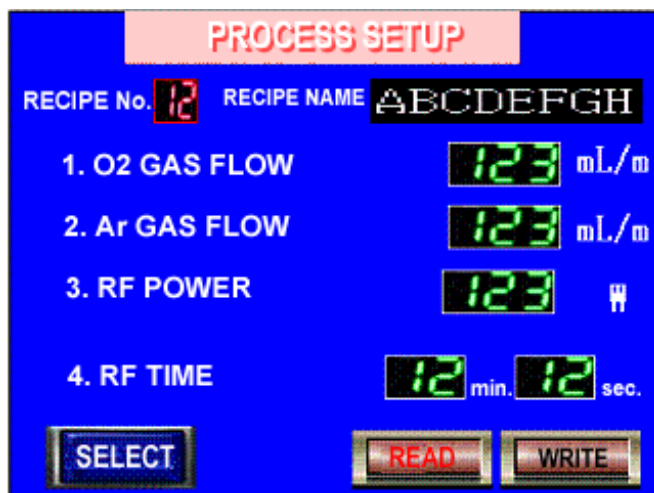 PROCESS SETUP
RECIPE No. 12 RECIPE NAME ABCDEFGH
1. O2 GAS FLOW 123 mL/m
2. Ar GAS FLOW 123 mL/m
3. RF POWER 123 W
4. RF TIME 12 min. 12 sec.
SELECT READ WRITE